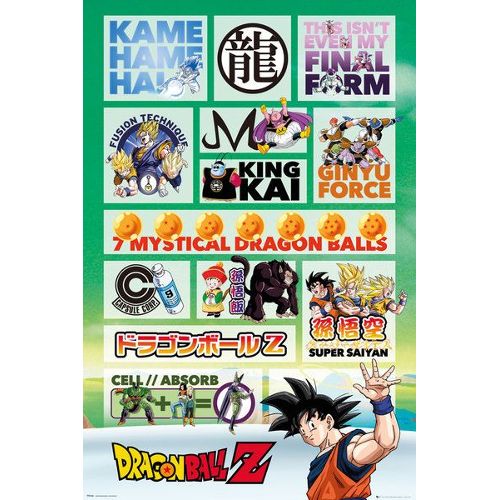 KAME
HAME
HA!
龍
THIS ISN'T
EVEN MY
FINAL
FORM
FUSION TECHNIQUE
M
KING
KAI
GINYU
FORCE
7 MYSTICAL DRAGON BALLS
C
CAPSULE CORP.
孫悟飯
孫悟空
SUPER SAIYAN
ドラゴンボールZ
CELL // ABSORB
+ =
DRAGONBALL Z